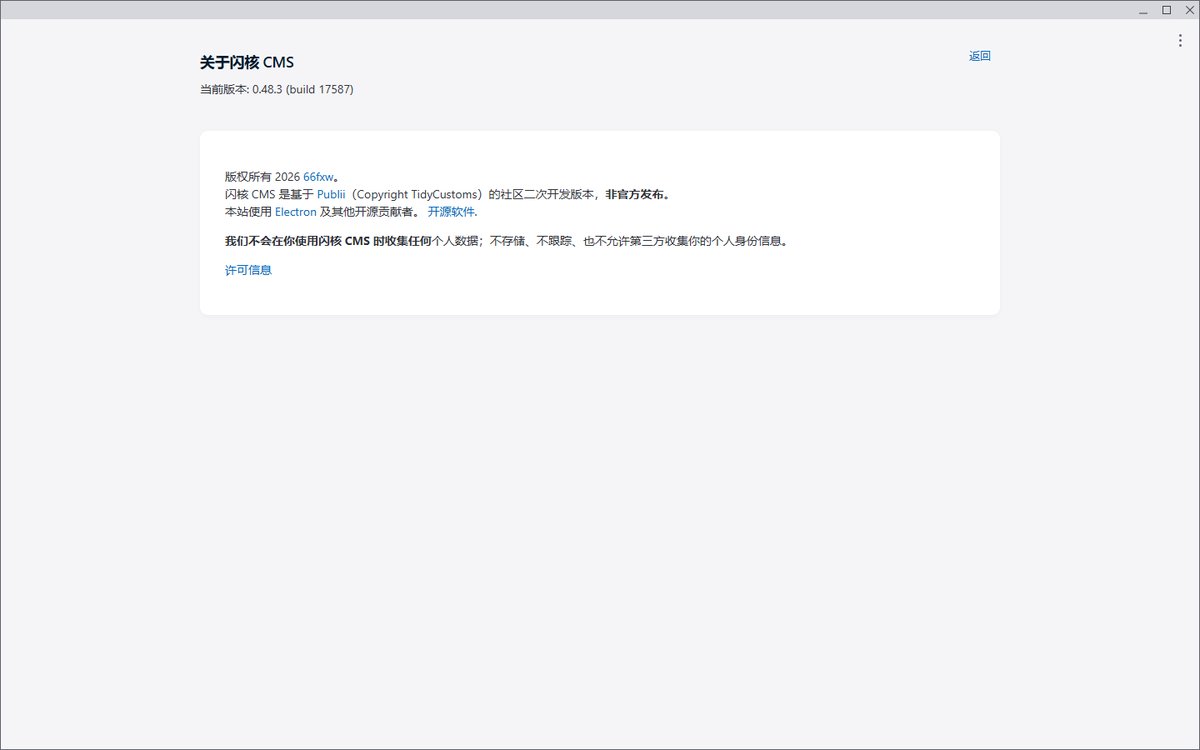 关于闪核 CMS
返回
当前版本: 0.48.3 (build 17587)
版权所有 2026 66fxw。
闪核 CMS 是基于 Publii（Copyright TidyCustoms）的社区二次开发版本，非官方发布。
本站使用 Electron 及其他开源贡献者。 开源软件.
我们不会在你使用闪核 CMS 时收集任何个人数据；不存储、不跟踪、也不允许第三方收集你的个人身份信息。
许可信息